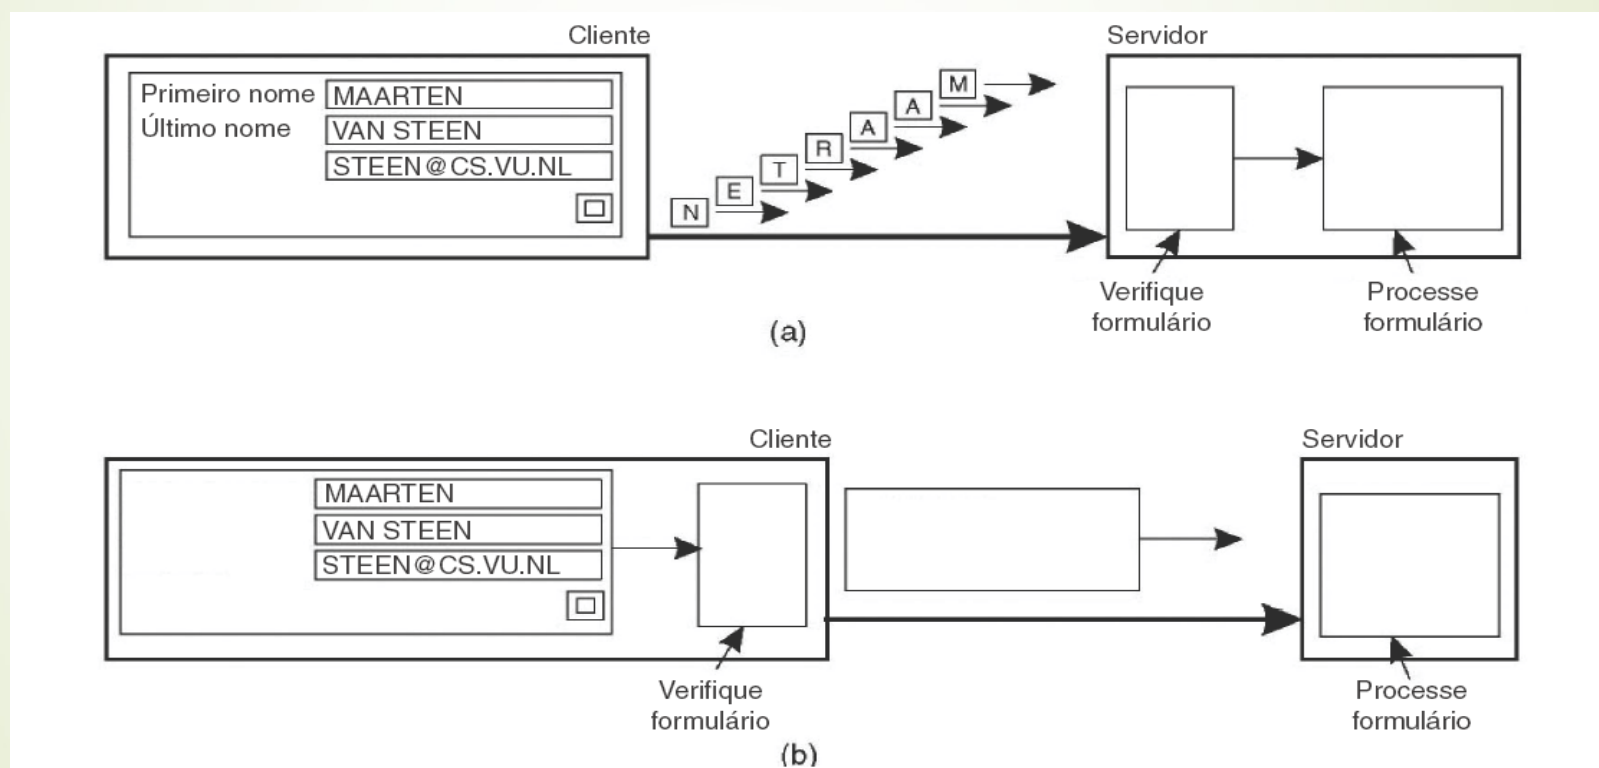 Cliente
Servidor
Primeiro nome MAARTEN
Último nome VAN STEEN
STEEN@CS.VU.NL
N E T R A A M
Verifique
formulário
Processe
formulário
(a)
Cliente
Servidor
MAARTEN
VAN STEEN
STEEN@CS.VU.NL
Verifique
formulário
Processe
formulário
(b)